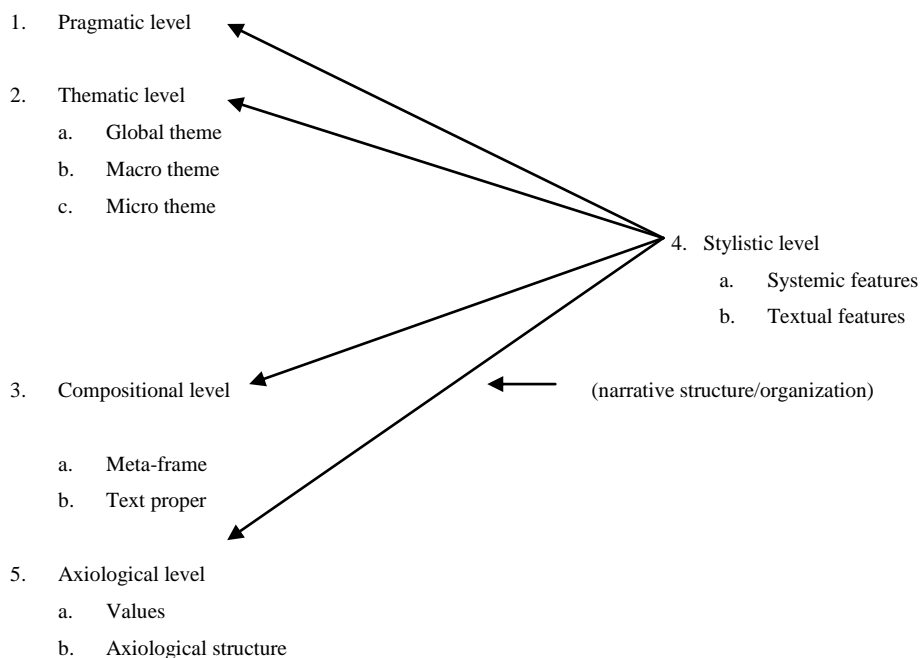 1. Pragmatic level
2. Thematic level
a. Global theme
b. Macro theme
c. Micro theme
4. Stylistic level
a. Systemic features
b. Textual features
3. Compositional level
(narrative structure/organization)
a. Meta-frame
b. Text proper
5. Axiological level
a. Values
b. Axiological structure